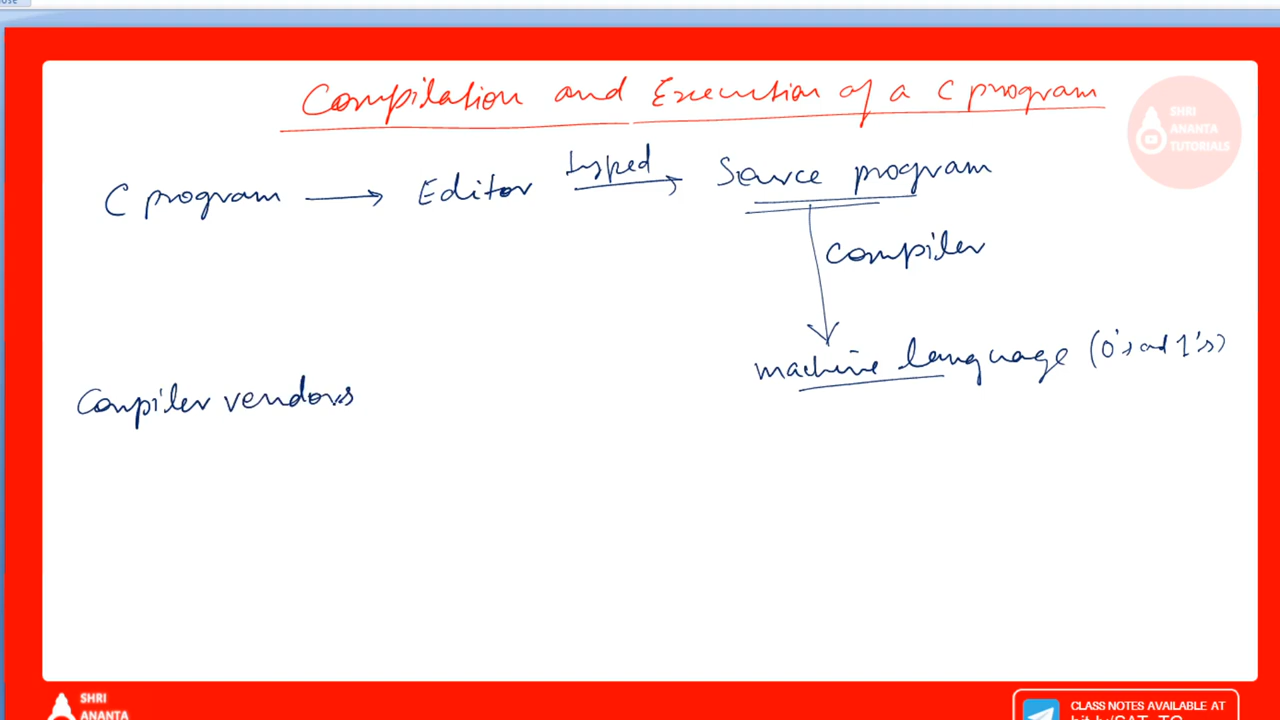 Compilation and Execution of a C program
SHRI
ANANTA
TUTORIALS
C program → Editor typed → Source program
compiler
machine language (0's and 1's)
Compiler vendors
SHRI
ANANTA
CLASS NOTES AVAILABLE AT